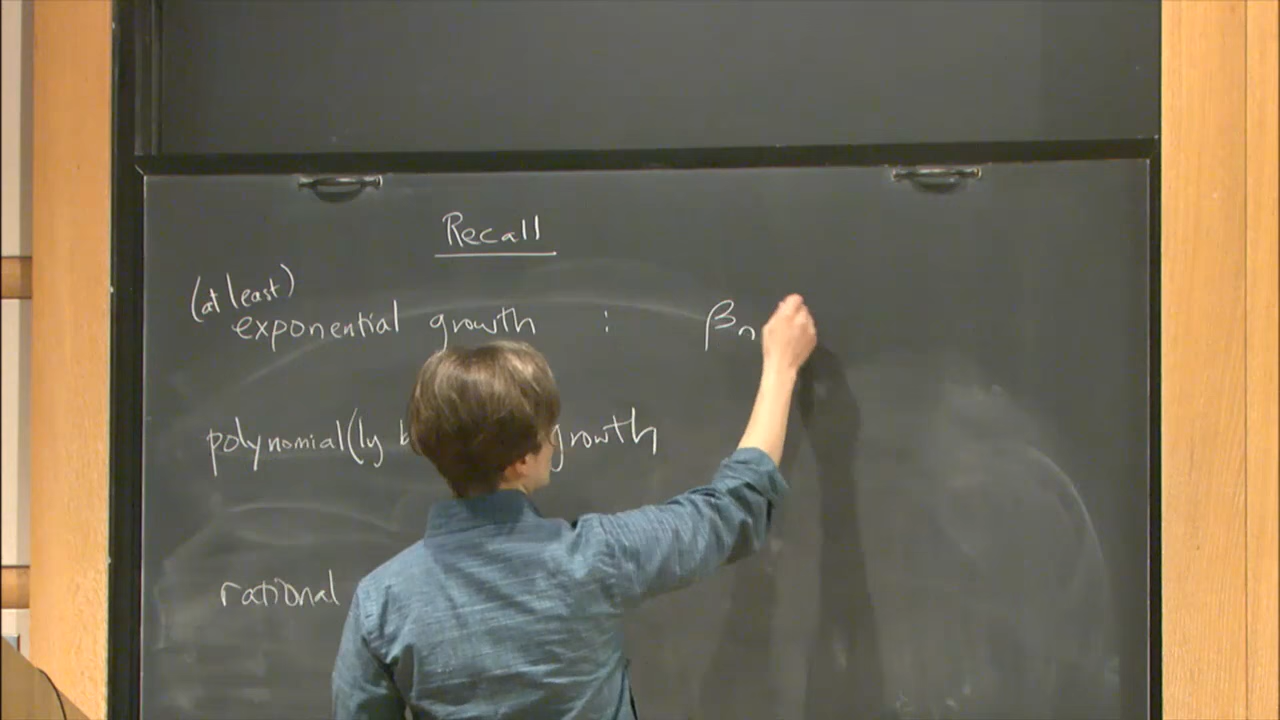 Recall
(at least)
exponential growth : βn
polynomial(ly growth
rational